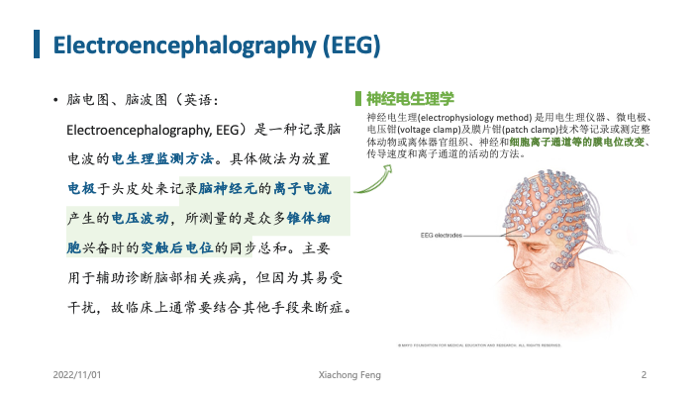 Electroencephalography (EEG)
• 脑电图、脑波图（英语：
Electroencephalography, EEG）是一种记录脑
电波的电生理监测方法。具体做法为放置
电极于头皮处来记录脑神经元的离子电流
产生的电压波动，所测量的是众多锥体细
胞兴奋时的突触后电位的同步总和。主要
用于辅助诊断脑部相关疾病，但因为其易受
干扰，故临床上通常要结合其他手段来断症。
神经电生理学
神经电生理(electrophysiology method) 是用电生理仪器、微电极、
电压钳(voltage clamp)及膜片钳(patch clamp)技术等记录或测定整
体动物或离体器官组织、神经和细胞离子通道等的膜电位改变、
传导速度和离子通道的活动的方法。
EEG electrodes
© MAYO FOUNDATION FOR MEDICAL EDUCATION AND RESEARCH. ALL RIGHTS RESERVED.
2022/11/01
Xiachong Feng
2